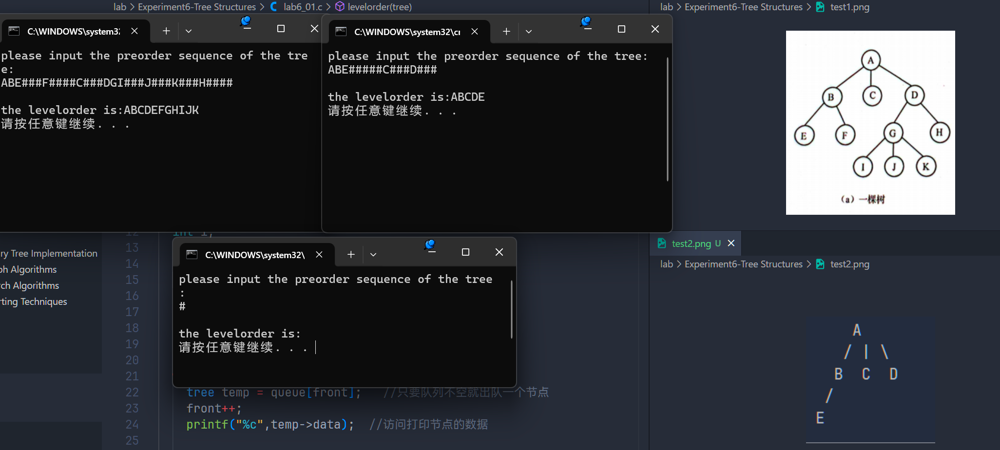 lab > Experiment6-Tree Structures > C lab6_01.c > levelorder(tree)
lab > Experiment6-Tree Structures > test1.png
C:\WINDOWS\system3
please input the preorder sequence of the tre
e:
ABE###F####C###DGI###J###K###H####
the levelorder is:ABCDEFGHIJK
请按任意键继续. . .
C:\WINDOWS\system32\c
please input the preorder sequence of the tree:
ABE#####C###D###
the levelorder is:ABCDE
请按任意键继续. . .
A
B C D
E F G H
I J K
(a) 一棵树
ry Tree Implementation
ph Algorithms
rch Algorithms
rting Techniques
12
13
14
15
16
17
18
19
20
21
22 tree temp = queue[front]; //只要队列不空就出队一个节点
23 front++;
24 printf("%c",temp->data); //访问打印节点的数据
25
C:\WINDOWS\system32\
please input the preorder sequence of the tree
:
#
the levelorder is:
请按任意键继续. . .
test2.png U
lab > Experiment6-Tree Structures > test2.png
A
/ | \
B C D
/
E